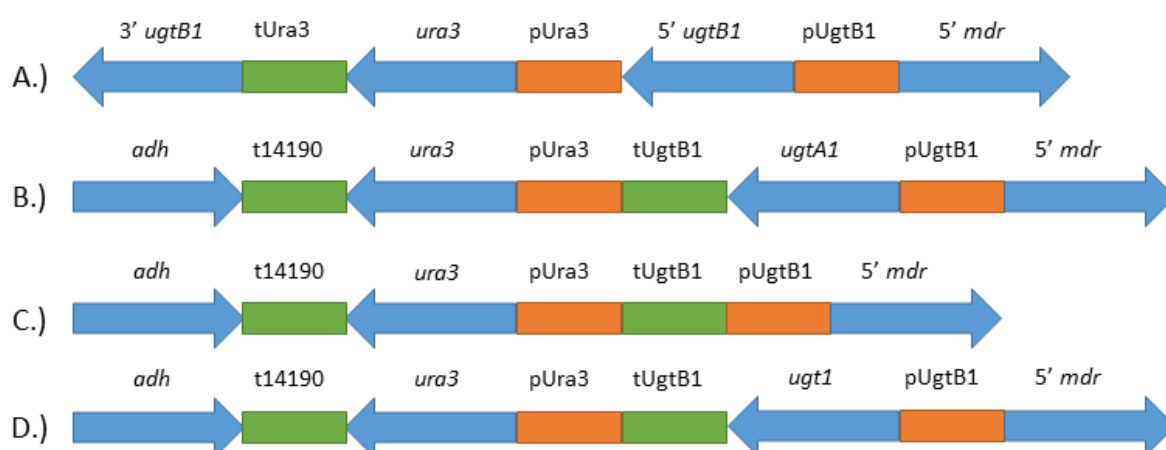 3’ ugtB1 tUra3 ura3 pUra3 5’ ugtB1 pUgtB1 5’ mdr
A.)
adh t14190 ura3 pUra3 tUgtB1 ugtA1 pUgtB1 5’ mdr
B.)
adh t14190 ura3 pUra3 tUgtB1 pUgtB1 5’ mdr
C.)
adh t14190 ura3 pUra3 tUgtB1 ugt1 pUgtB1 5’ mdr
D.)